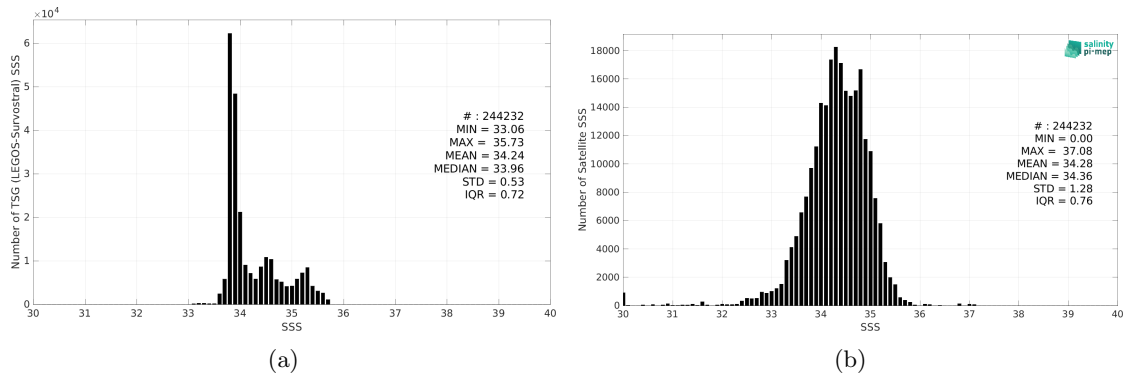 ×10⁴
Number of TSG (LEGOS-Survostral) SSS
6
5
4
3
2
1
0
# : 244232
MIN = 33.06
MAX = 35.73
MEAN = 34.24
MEDIAN = 33.96
STD = 0.53
IQR = 0.72
30 31 32 33 34 35 36 37 38 39 40
SSS
(a)
salinity
pi-mep
Number of Satellite SSS
18000
16000
14000
12000
10000
8000
6000
4000
2000
0
# : 244232
MIN = 0.00
MAX = 37.08
MEAN = 34.28
MEDIAN = 34.36
STD = 1.28
IQR = 0.76
30 31 32 33 34 35 36 37 38 39 40
SSS
(b)